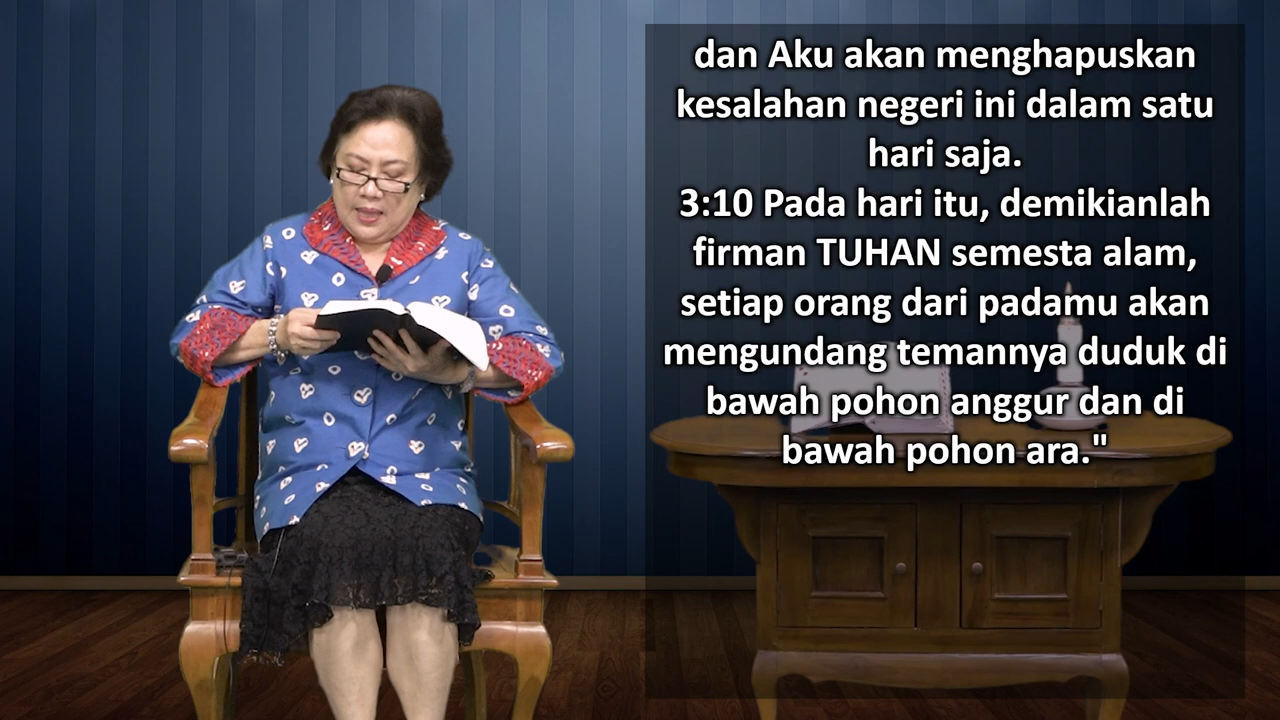 dan Aku akan menghapuskan
kesalahan negeri ini dalam satu
hari saja.
3:10 Pada hari itu, demikianlah
firman TUHAN semesta alam,
setiap orang dari padamu akan
mengundang temannya duduk di
bawah pohon anggur dan di
bawah pohon ara."